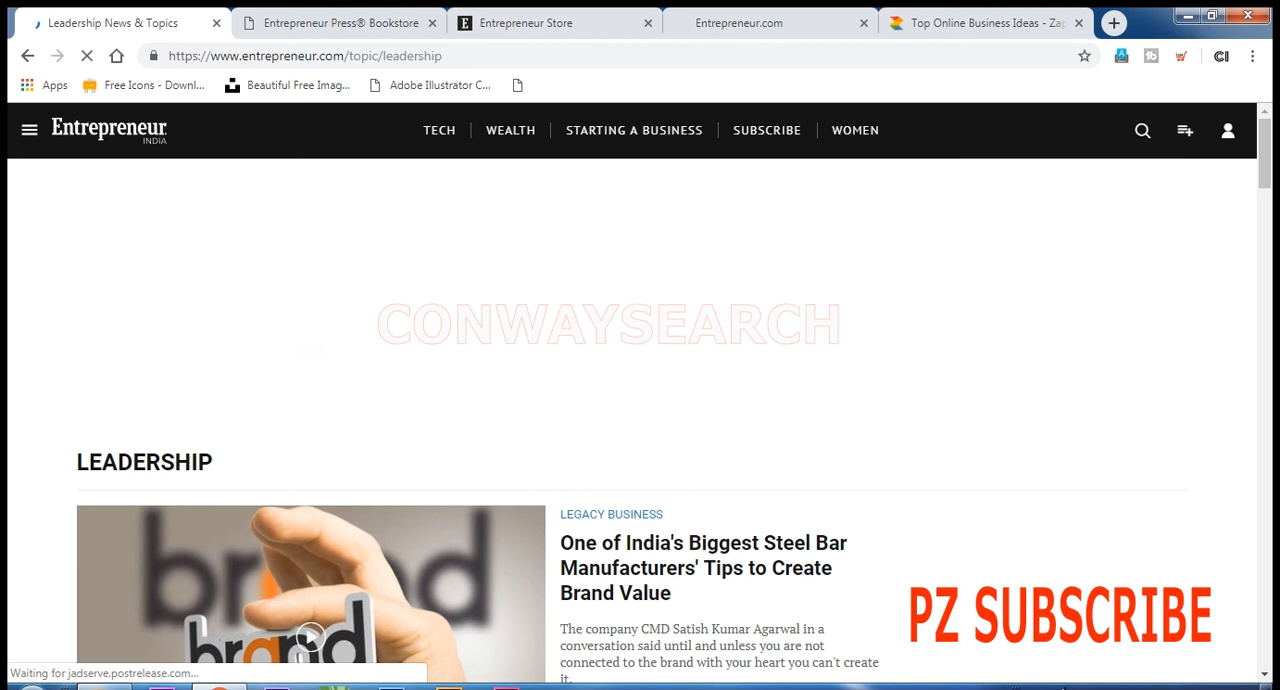 Leadership News & Topics
Entrepreneur Press® Bookstore
Entrepreneur Store
Entrepreneur.com
Top Online Business Ideas - Zap
https://www.entrepreneur.com/topic/leadership
Apps
Free Icons - Downl...
Beautiful Free Imag...
Adobe Illustrator C...
Entrepreneur
INDIA
TECH
WEALTH
STARTING A BUSINESS
SUBSCRIBE
WOMEN
CONWAYSEARCH
LEADERSHIP
LEGACY BUSINESS
One of India's Biggest Steel Bar
Manufacturers' Tips to Create
Brand Value
The company CMD Satish Kumar Agarwal in a
conversation said until and unless you are not
connected to the brand with your heart you can't create
it.
brand
brand
PZ SUBSCRIBE
Waiting for jadserve.postrelease.com...